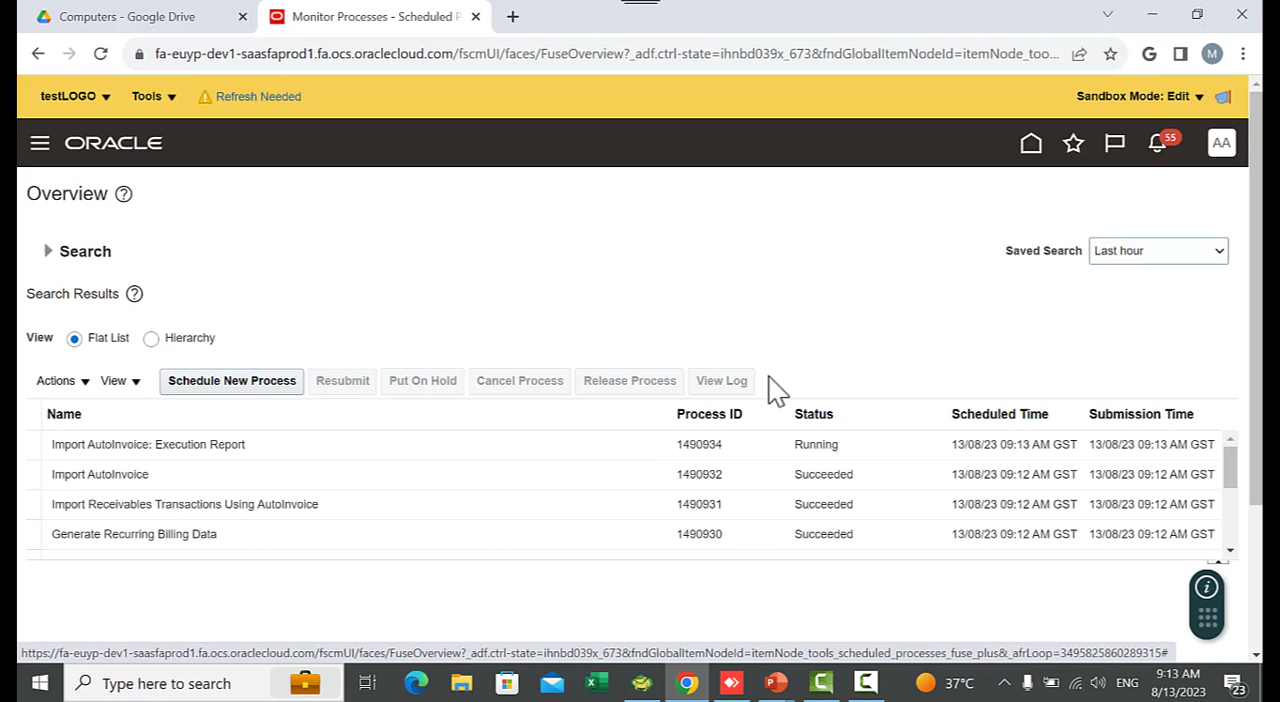 Computers - Google Drive
Monitor Processes - Scheduled P
fa-euyp-dev1-saasfaprod1.fa.ocs.oraclecloud.com/fscmUI/faces/FuseOverview?_adf.ctrl-state=ihnbd039x_673&fndGlobalItemNodeId=itemNode_too...
G
M
testLOGO
Tools
Refresh Needed
Sandbox Mode: Edit
ORACLE
55
AA
Overview
Search
Saved Search
Last hour
Search Results
View
Flat List
Hierarchy
Actions
View
Schedule New Process
Resubmit
Put On Hold
Cancel Process
Release Process
View Log
Name Process ID Status Scheduled Time Submission Time
Import AutoInvoice: Execution Report 1490934 Running 13/08/23 09:13 AM GST 13/08/23 09:13 AM GST
Import AutoInvoice 1490932 Succeeded 13/08/23 09:12 AM GST 13/08/23 09:12 AM GST
Import Receivables Transactions Using AutoInvoice 1490931 Succeeded 13/08/23 09:12 AM GST 13/08/23 09:12 AM GST
Generate Recurring Billing Data 1490930 Succeeded 13/08/23 09:12 AM GST 13/08/23 09:12 AM GST
https://fa-euyp-dev1-saasfaprod1.fa.ocs.oraclecloud.com/fscmUI/faces/FuseOverview?_adf.ctrl-state=ihnbd039x_673&fndGlobalItemNodeId=itemNode_tools_scheduled_processes_fuse_plus&_afrLoop=3495825860289315#
Type here to search
37°C
ENG
9:13 AM
8/13/2023
23